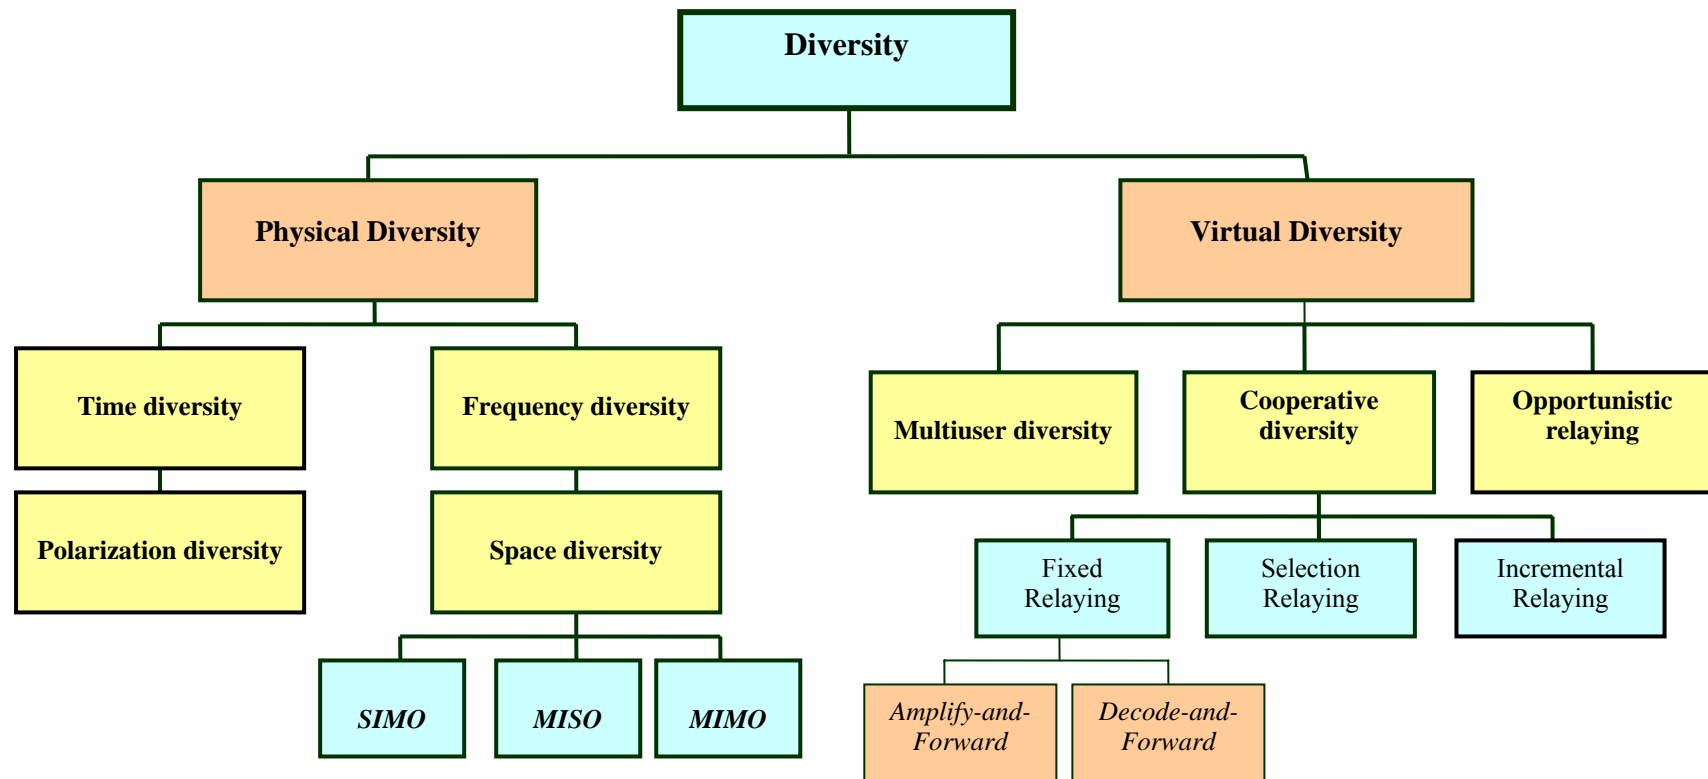 Diversity
Physical Diversity
Virtual Diversity
Time diversity
Frequency diversity
Multiuser diversity
Cooperative
diversity
Opportunistic
relaying
Polarization diversity
Space diversity
Fixed
Relaying
Selection
Relaying
Incremental
Relaying
SIMO
MISO
MIMO
Amplify-and-
Forward
Decode-and-
Forward